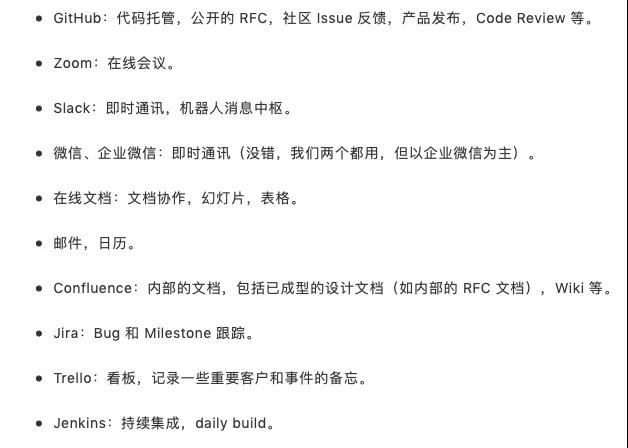 • GitHub：代码托管，公开的 RFC，社区 Issue 反馈，产品发布，Code Review 等。
• Zoom：在线会议。
• Slack：即时通讯，机器人消息中枢。
• 微信、企业微信：即时通讯（没错，我们两个都用，但以企业微信为主）。
• 在线文档：文档协作，幻灯片，表格。
• 邮件，日历。
• Confluence：内部的文档，包括已成型的设计文档（如内部的 RFC 文档），Wiki 等。
• Jira：Bug 和 Milestone 跟踪。
• Trello：看板，记录一些重要客户和事件的备忘。
• Jenkins：持续集成，daily build。